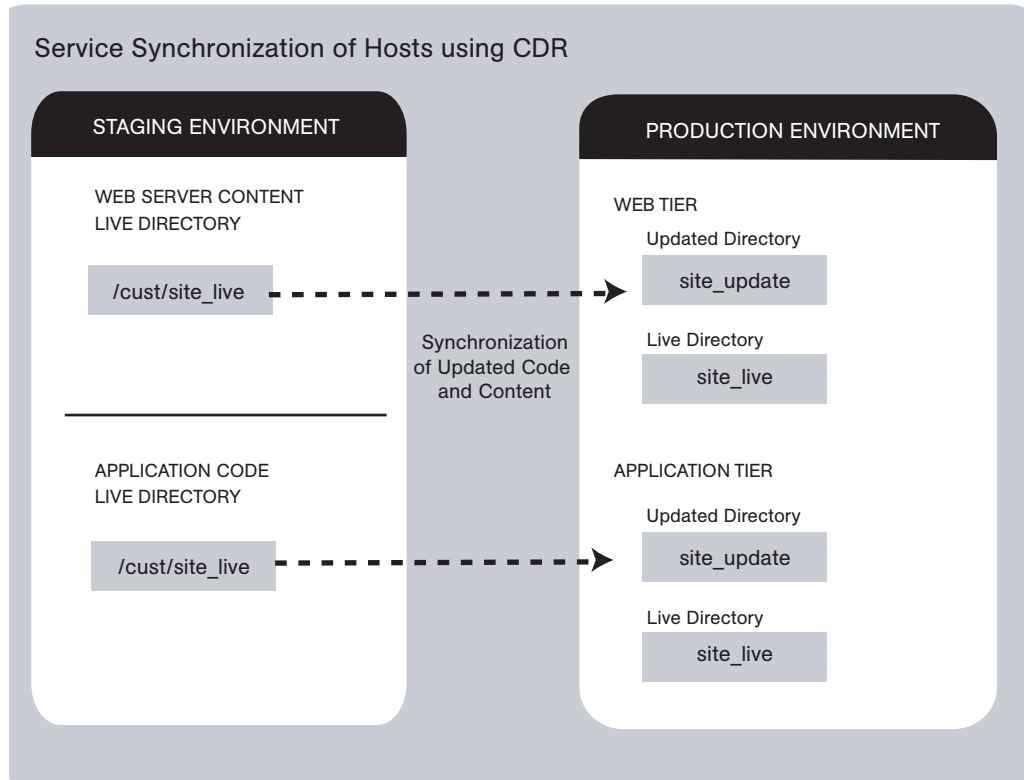 Service Synchronization of Hosts using CDR
STAGING ENVIRONMENT
WEB SERVER CONTENT
LIVE DIRECTORY
/cust/site_live
APPLICATION CODE
LIVE DIRECTORY
/cust/site_live
Synchronization
of Updated Code
and Content
PRODUCTION ENVIRONMENT
WEB TIER
Updated Directory
site_update
Live Directory
site_live
APPLICATION TIER
Updated Directory
site_update
Live Directory
site_live